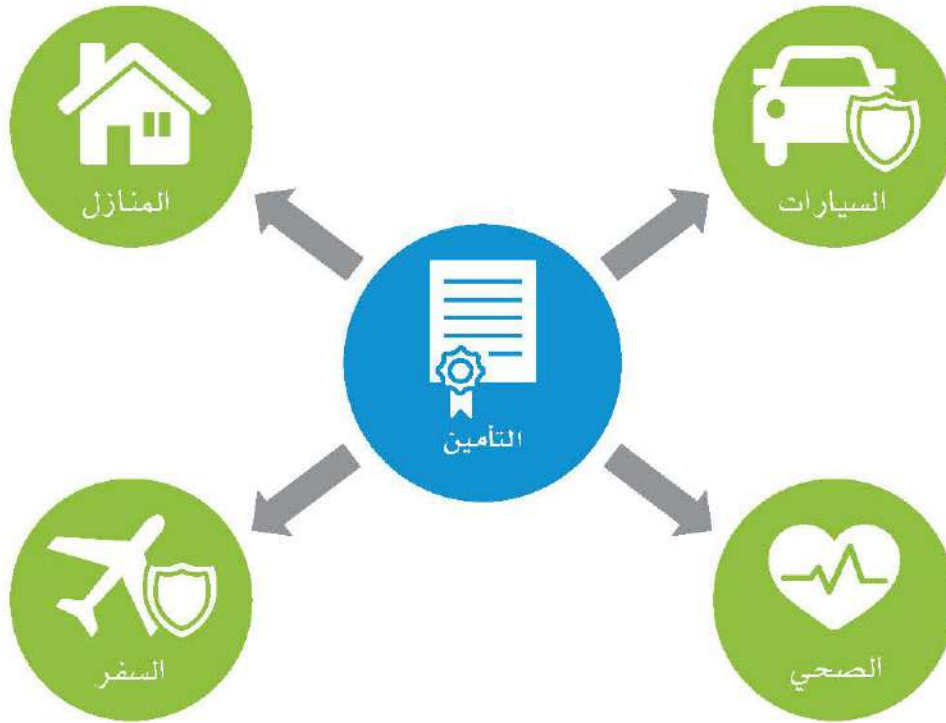 السيارات
المنازل
التأمين
الصحي
السفر